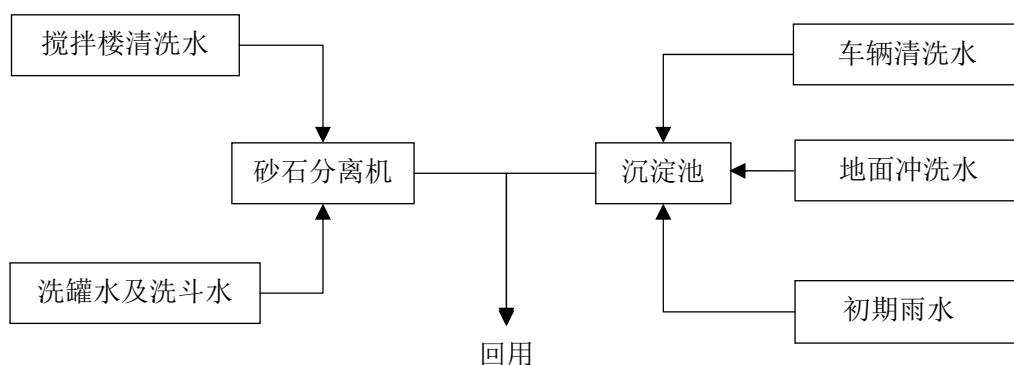 搅拌楼清洗水
车辆清洗水
砂石分离机
沉淀池
地面冲洗水
洗罐水及洗斗水
初期雨水
回用